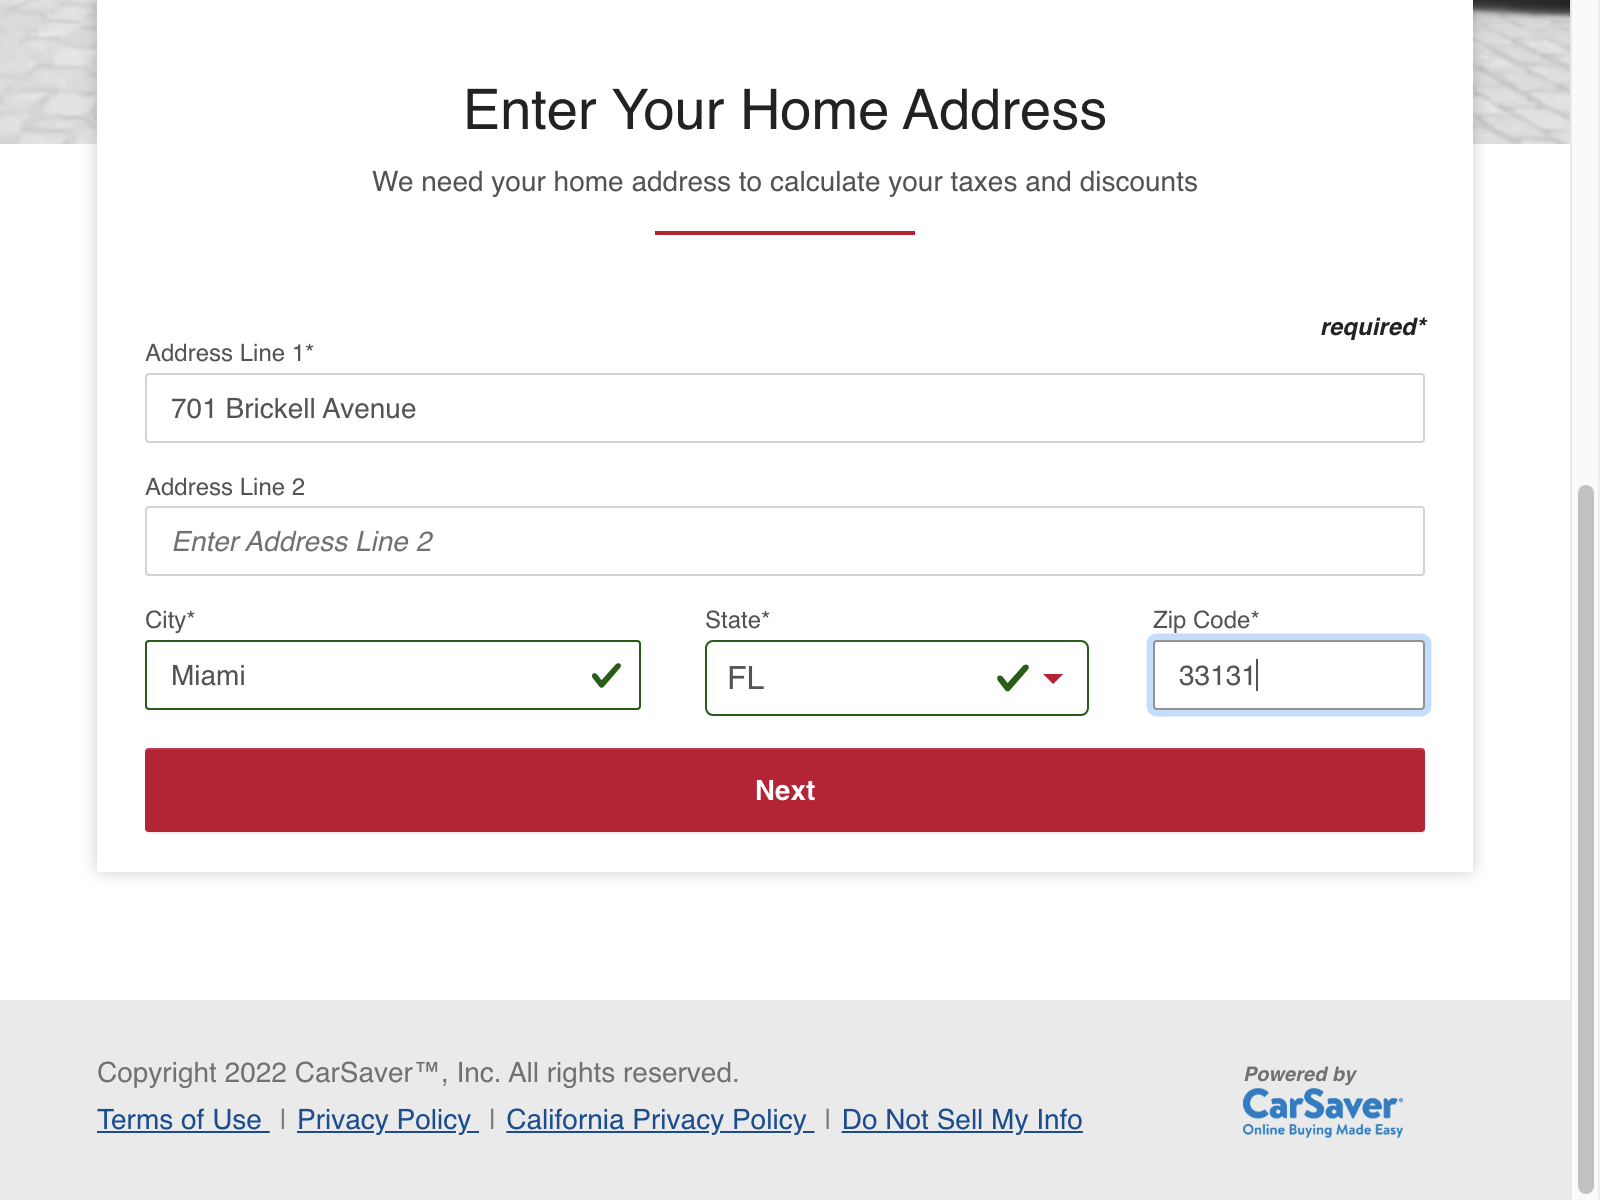 Enter Your Home Address
We need your home address to calculate your taxes and discounts
required*
Address Line 1*
701 Brickell Avenue
Address Line 2
Enter Address Line 2
City* State* Zip Code*
Miami FL 33131
Next
Copyright 2022 CarSaver™, Inc. All rights reserved.
Terms of Use | Privacy Policy | California Privacy Policy | Do Not Sell My Info
Powered by
CarSaver
Online Buying Made Easy